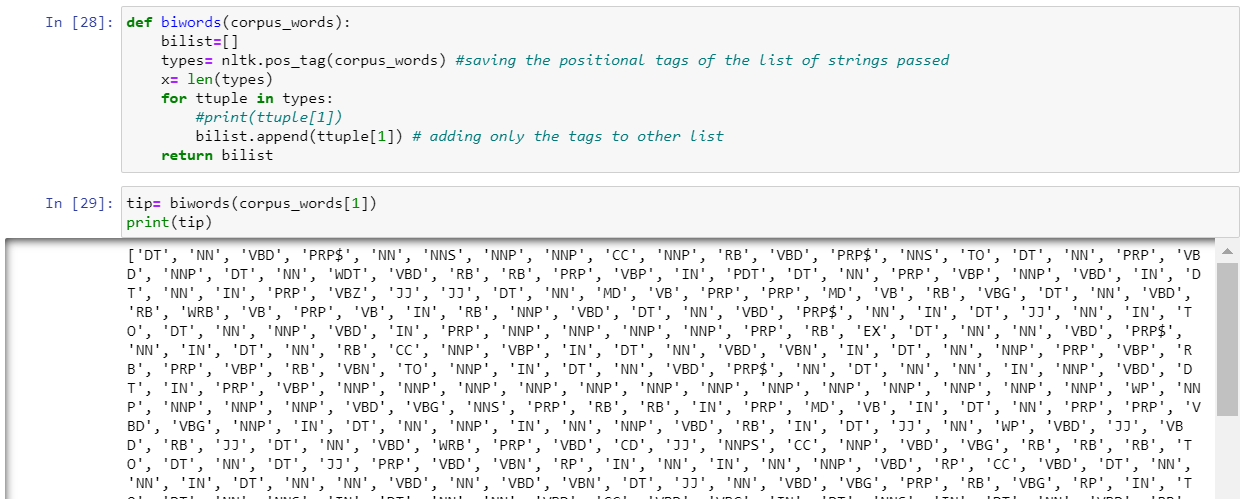 In [28]: def biwords(corpus_words):
    bilist=[]
    types= nltk.pos_tag(corpus_words) #saving the positional tags of the list of strings passed
    x= len(types)
    for ttuple in types:
        #print(ttuple[1])
        bilist.append(ttuple[1]) # adding only the tags to other list
    return bilist
In [29]: tip= biwords(corpus_words[1])
print(tip)
['DT', 'NN', 'VBD', 'PRP$', 'NN', 'NNS', 'NNP', 'NNP', 'CC', 'NNP', 'RB', 'VBD', 'PRP$', 'NNS', 'TO', 'DT', 'NN', 'PRP', 'VB
D', 'NNP', 'DT', 'NN', 'WDT', 'VBD', 'RB', 'RB', 'PRP', 'VBP', 'IN', 'PDT', 'DT', 'NN', 'PRP', 'VBP', 'NNP', 'VBD', 'IN', 'D
T', 'NN', 'IN', 'PRP', 'VBZ', 'JJ', 'JJ', 'DT', 'NN', 'MD', 'VB', 'PRP', 'PRP', 'MD', 'VB', 'RB', 'VBG', 'DT', 'NN', 'VBD',
'RB', 'WRB', 'VB', 'PRP', 'VB', 'IN', 'RB', 'NNP', 'VBD', 'DT', 'NN', 'VBD', 'PRP$', 'NN', 'IN', 'DT', 'JJ', 'NN', 'IN', 'T
O', 'DT', 'NN', 'NNP', 'VBD', 'IN', 'PRP', 'NNP', 'NNP', 'NNP', 'NNP', 'PRP', 'RB', 'EX', 'DT', 'NN', 'NN', 'VBD', 'PRP$',
'NN', 'IN', 'DT', 'NN', 'RB', 'CC', 'NNP', 'VBP', 'IN', 'DT', 'NN', 'VBD', 'VBN', 'IN', 'DT', 'NN', 'NNP', 'PRP', 'VBP', 'R
B', 'PRP', 'VBP', 'RB', 'VBN', 'TO', 'NNP', 'IN', 'DT', 'NN', 'VBD', 'PRP$', 'NN', 'DT', 'NN', 'NN', 'IN', 'NNP', 'VBD', 'D
T', 'IN', 'PRP', 'VBP', 'NNP', 'NNP', 'NNP', 'NNP', 'NNP', 'NNP', 'NNP', 'NNP', 'NNP', 'NNP', 'NNP', 'NNP', 'WP', 'NN
P', 'NNP', 'NNP', 'NNP', 'VBD', 'VBG', 'NNS', 'PRP', 'RB', 'RB', 'IN', 'PRP', 'MD', 'VB', 'IN', 'DT', 'NN', 'PRP', 'PRP', 'V
BD', 'VBG', 'NNP', 'IN', 'DT', 'NN', 'NNP', 'IN', 'NN', 'NNP', 'VBD', 'RB', 'IN', 'DT', 'JJ', 'NN', 'WP', 'VBD', 'JJ', 'VB
D', 'RB', 'JJ', 'DT', 'NN', 'VBD', 'WRB', 'PRP', 'VBD', 'CD', 'JJ', 'NNPS', 'CC', 'NNP', 'VBD', 'VBG', 'RB', 'RB', 'RB', 'T
O', 'DT', 'NN', 'DT', 'JJ', 'PRP', 'VBD', 'VBN', 'RP', 'IN', 'NN', 'IN', 'NN', 'NNP', 'VBD', 'RP', 'CC', 'VBD', 'DT', 'NN',
'NN', 'IN', 'DT', 'NN', 'NN', 'VBD', 'NN', 'VBD', 'VBN', 'DT', 'JJ', 'NN', 'VBD', 'VBG', 'PRP', 'RB', 'VBG', 'RP', 'IN', 'T